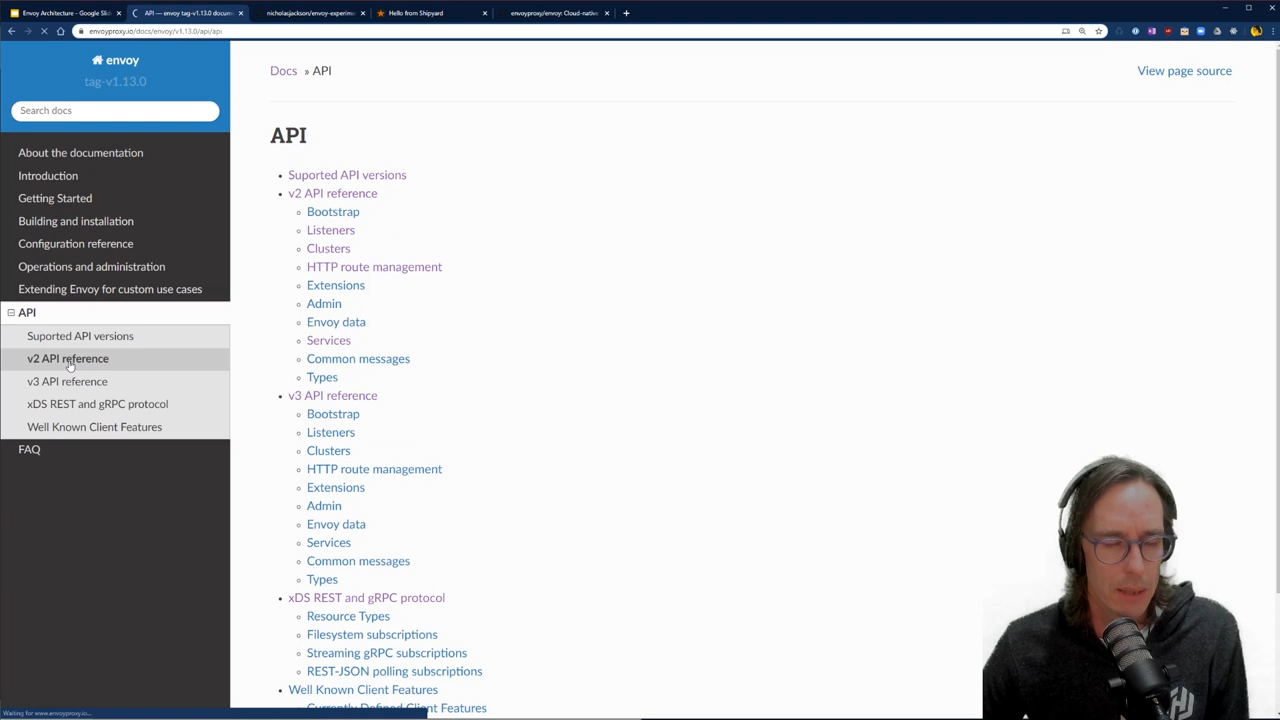 Envoy Architecture - Google Slid
API — envoy tag-v1.13.0 docum
nicholasjackson/envoy-experime
Hello from Shipyard
envoyproxy/envoy: Cloud-native
envoyproxy.io/docs/envoy/v1.13.0/api/api
envoy
tag-v1.13.0
Search docs
About the documentation
Introduction
Getting Started
Building and installation
Configuration reference
Operations and administration
Extending Envoy for custom use cases
API
Suported API versions
v2 API reference
v3 API reference
xDS REST and gRPC protocol
Well Known Client Features
FAQ
Docs » API
View page source
API
Suported API versions
v2 API reference
Bootstrap
Listeners
Clusters
HTTP route management
Extensions
Admin
Envoy data
Services
Common messages
Types
v3 API reference
Bootstrap
Listeners
Clusters
HTTP route management
Extensions
Admin
Envoy data
Services
Common messages
Types
xDS REST and gRPC protocol
Resource Types
Filesystem subscriptions
Streaming gRPC subscriptions
REST-JSON polling subscriptions
Well Known Client Features
Currently Defined Client Features
Waiting for www.envoyproxy.io...